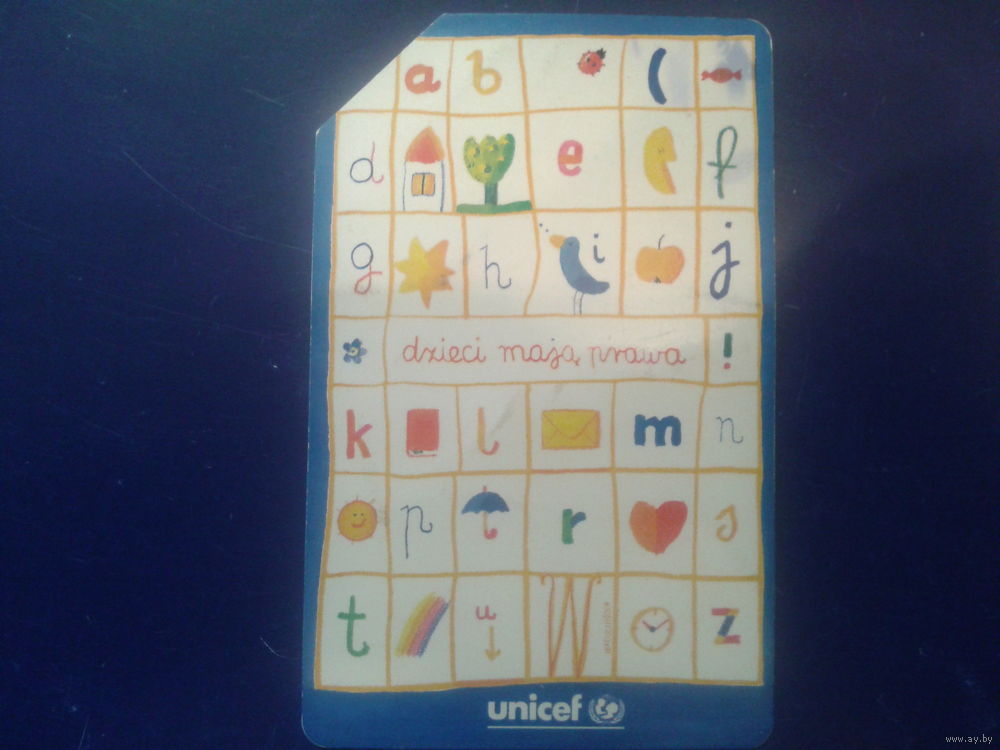 a b (
d e f
g h i j
dzieci mają prawa !
k l m n
p r s
t u W z
unicef
www.ay.by